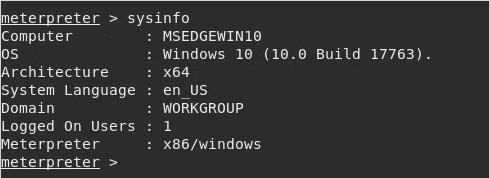 meterpreter > sysinfo
Computer        : MSEDGEWIN10
OS              : Windows 10 (10.0 Build 17763).
Architecture    : x64
System Language : en_US
Domain          : WORKGROUP
Logged On Users : 1
Meterpreter     : x86/windows
meterpreter >